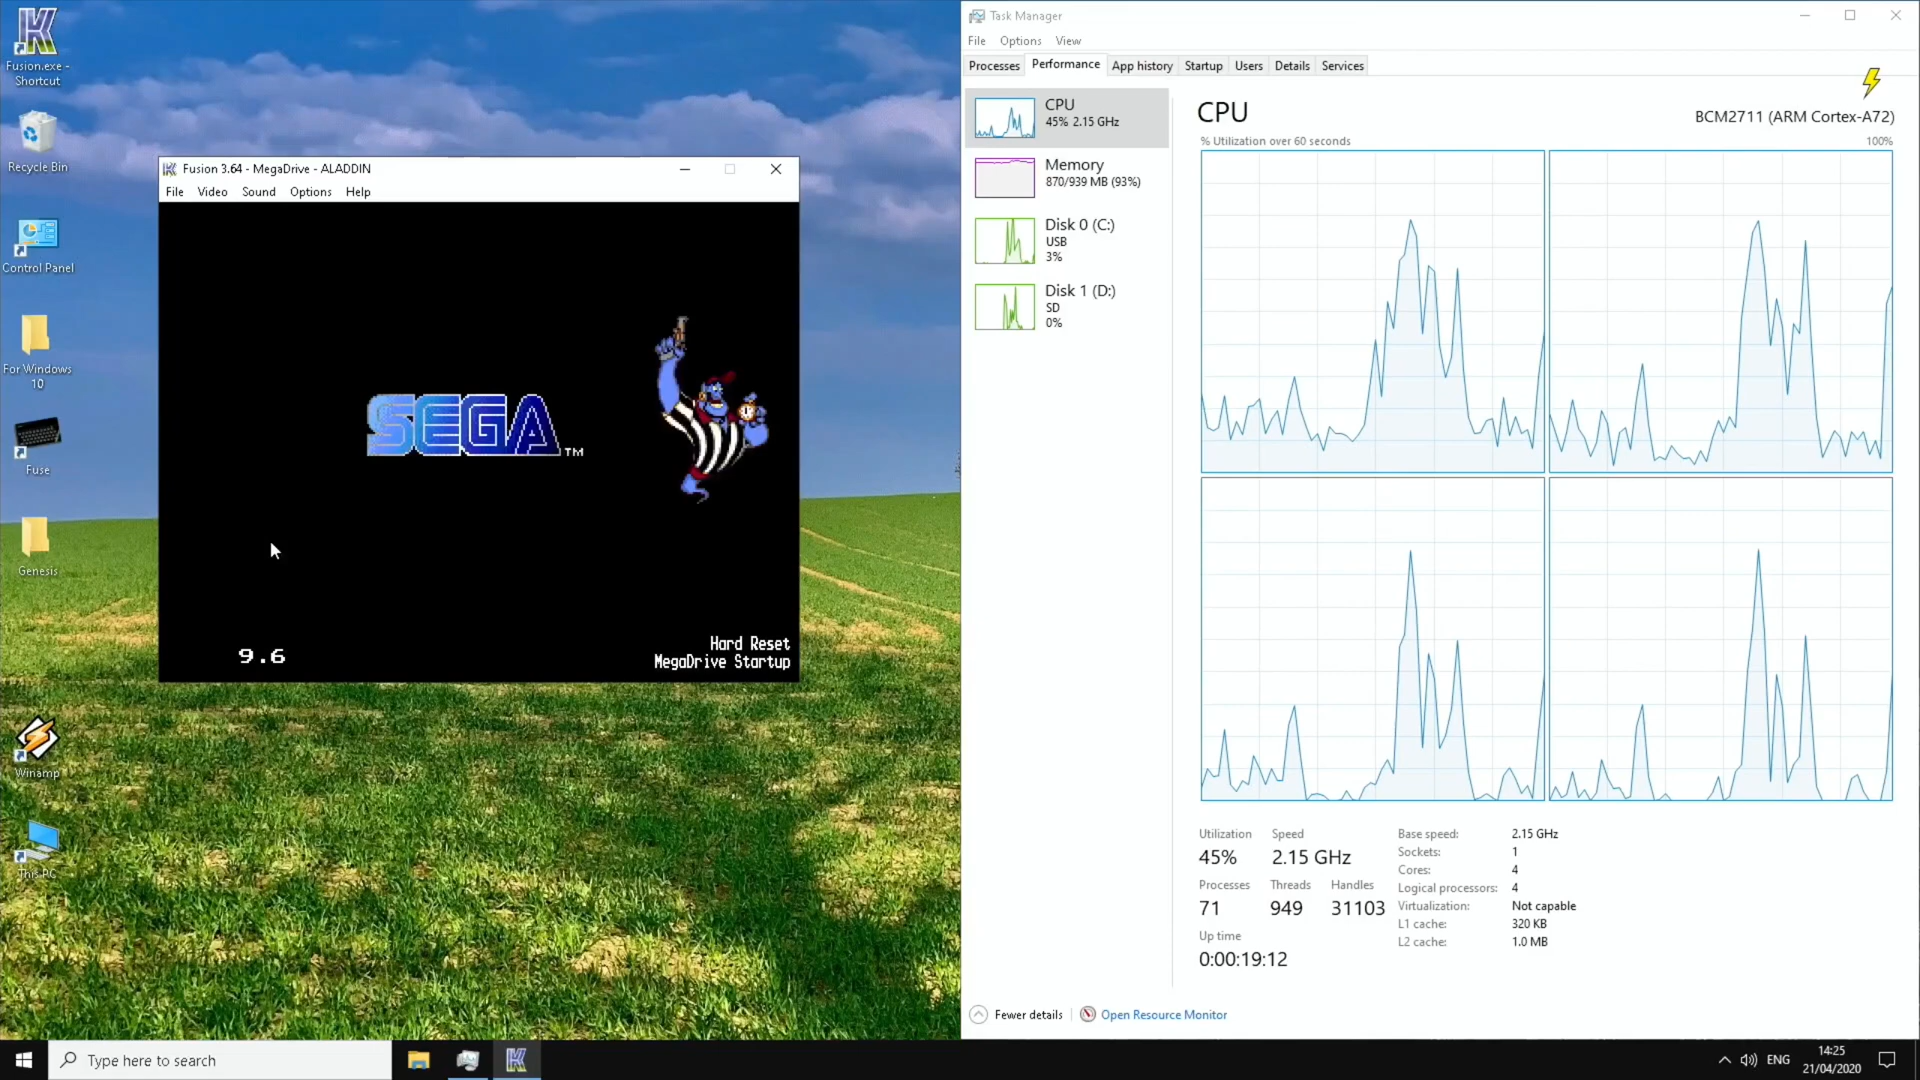 Fusion.exe -
Shortcut
Recycle Bin
Control Panel
For Windows
10
Fuse
Genesis
Winamp
This PC
Fusion 3.64 - MegaDrive - ALADDIN
File Video Sound Options Help
SEGA TM
9.6
Hard Reset
MegaDrive Startup
Task Manager
File Options View
Processes Performance App history Startup Users Details Services
CPU
45% 2.15 GHz
Memory
870/939 MB (93%)
Disk 0 (C:)
USB
3%
Disk 1 (D:)
SD
0%
CPU
BCM2711 (ARM Cortex-A72)
% Utilization over 60 seconds 100%
Utilization Speed
45% 2.15 GHz
Processes Threads Handles
71 949 31103
Up time
0:00:19:12
Base speed: 2.15 GHz
Sockets: 1
Cores: 4
Logical processors: 4
Virtualization: Not capable
L1 cache: 320 KB
L2 cache: 1.0 MB
Fewer details Open Resource Monitor
Type here to search
ENG
14:25
21/04/2020